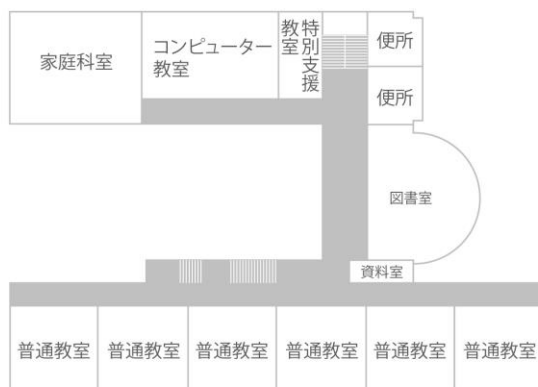 家庭科室
コンピューター
教室
特別支援
教室
便所
便所
図書室
資料室
普通教室
普通教室
普通教室
普通教室
普通教室
普通教室